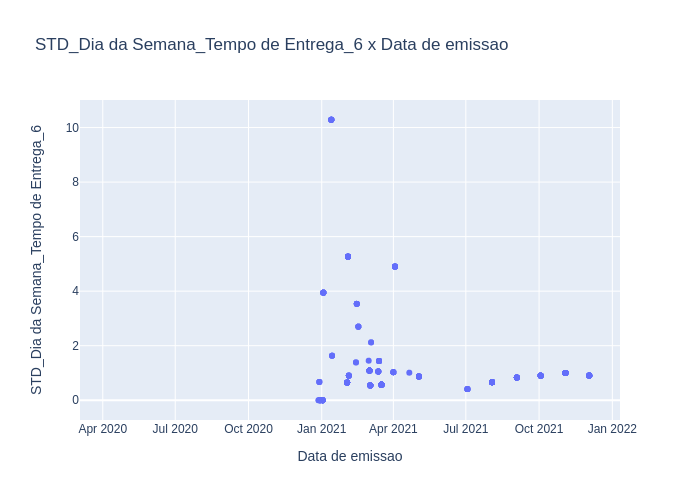 STD_Dia da Semana_Tempo de Entrega_6 x Data de emissao
STD_Dia da Semana_Tempo de Entrega_6
10
8
6
4
2
0
Apr 2020 Jul 2020 Oct 2020 Jan 2021 Apr 2021 Jul 2021 Oct 2021 Jan 2022
Data de emissao